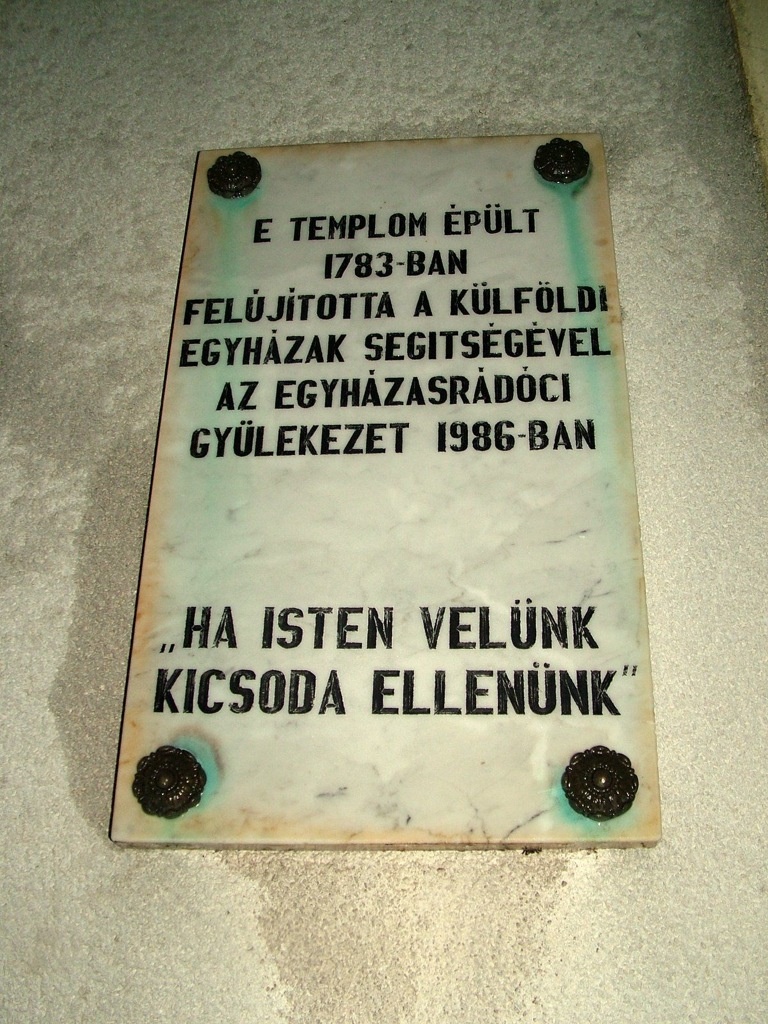 E TEMPLOM ÉPÜLT
1783-BAN
FELÚJÍTOTTA A KÜLFÖLDI
EGYHÁZAK SEGITSÉGÉVEL
AZ EGYHÁZASRÁDÓCI
GYÜLEKEZET 1986-BAN
„HA ISTEN VELÜNK
KICSODA ELLENÜNK"